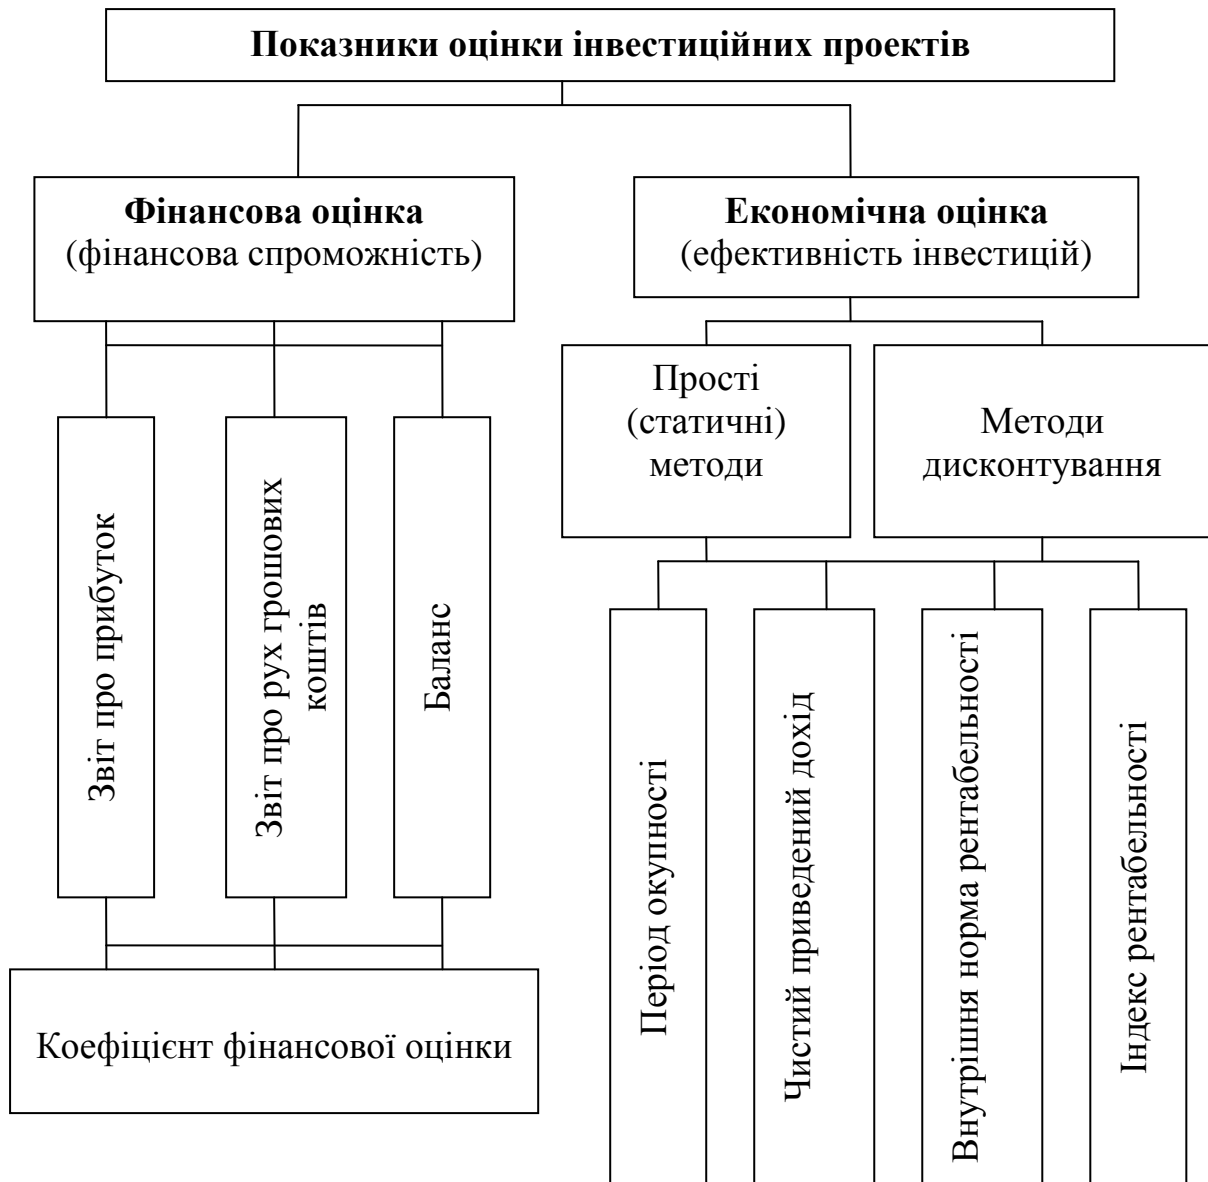 Показники оцінки інвестиційних проектів
Фінансова оцінка
(фінансова спроможність)
Економічна оцінка
(ефективність інвестицій)
Прості
(статичні)
методи
Методи
дисконтування
Звіт про прибуток
Звіт про рух грошових
коштів
Баланс
Період окупності
Чистий приведений дохід
Внутрішня норма рентабельності
Індекс рентабельності
Коефіцієнт фінансової оцінки